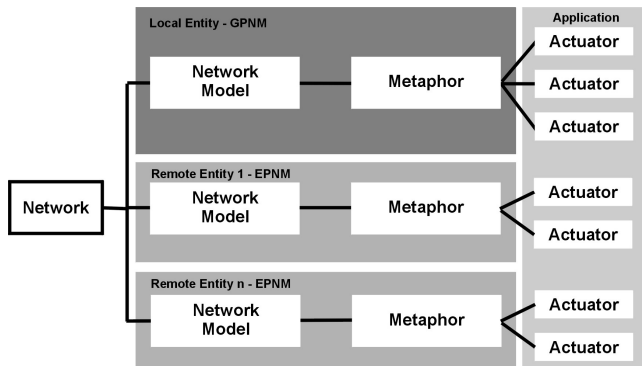 Local Entity - GPNM
Application
Network
Model
Metaphor
Actuator
Actuator
Actuator
Network
Remote Entity 1 - EPNM
Network
Model
Metaphor
Actuator
Actuator
Remote Entity n - EPNM
Network
Model
Metaphor
Actuator
Actuator